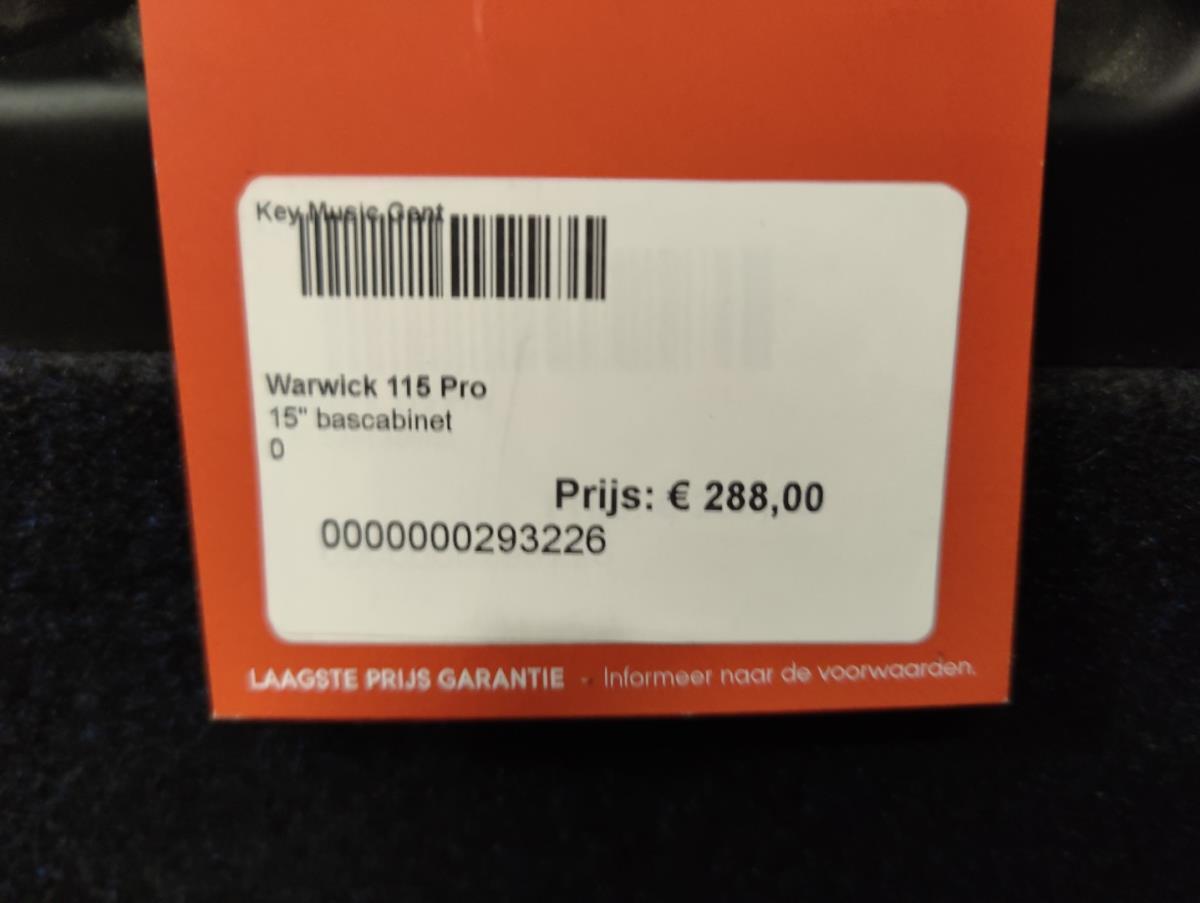 Key Music Gent
Warwick 115 Pro
15" bascabinet
0
Prijs: € 288,00
0000000293226
LAAGSTE PRIJS GARANTIE - Informeer naar de voorwaarden.